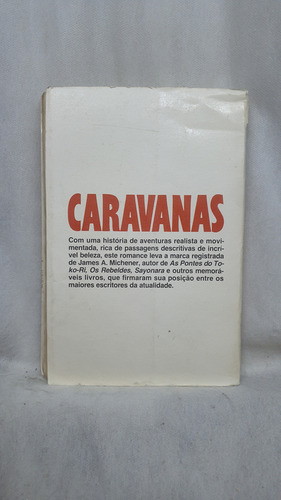 CARAVANAS
Com uma história de aventuras realista e movi-
mentada, rica de passagens descritivas de incrí-
vel beleza, este romance leva a marca registrada
de James A. Michener, autor de As Pontes do To-
ko-Ri, Os Rebeldes, Sayonara e outros memorá-
veis livros, que firmaram sua posição entre os
maiores escritores da atualidade.